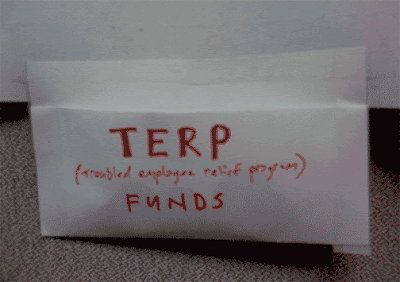 TERP
(troubled employee relief program)
FUNDS